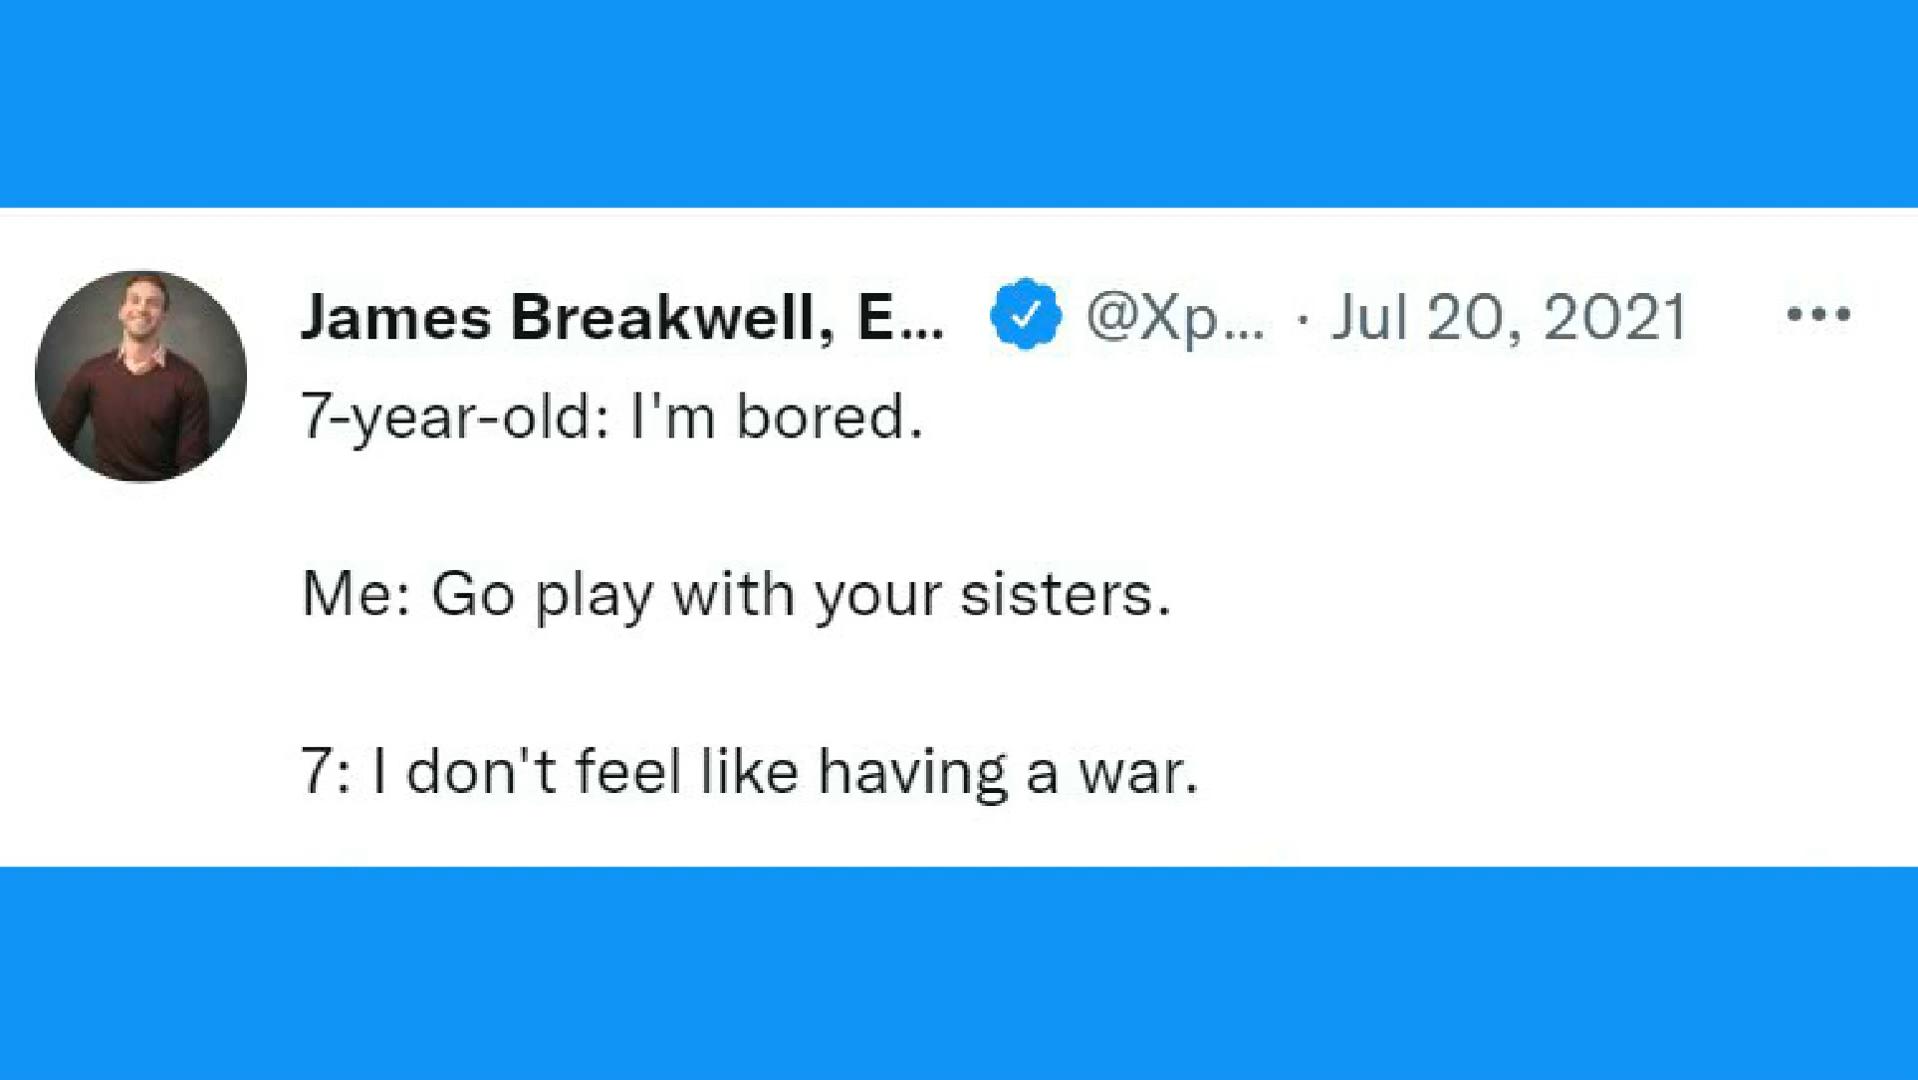 James Breakwell, E... @Xp... · Jul 20, 2021
7-year-old: I'm bored.
Me: Go play with your sisters.
7: I don't feel like having a war.